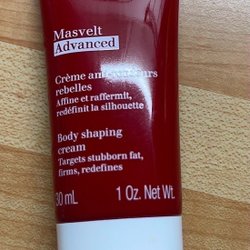 Masvelt
Advanced
Crème anti-rondeurs
rebelles
Affine et raffermit,
redéfinit la silhouette
Body shaping
cream
Targets stubborn fat,
firms, redefines
30 mL 1 Oz. Net Wt.